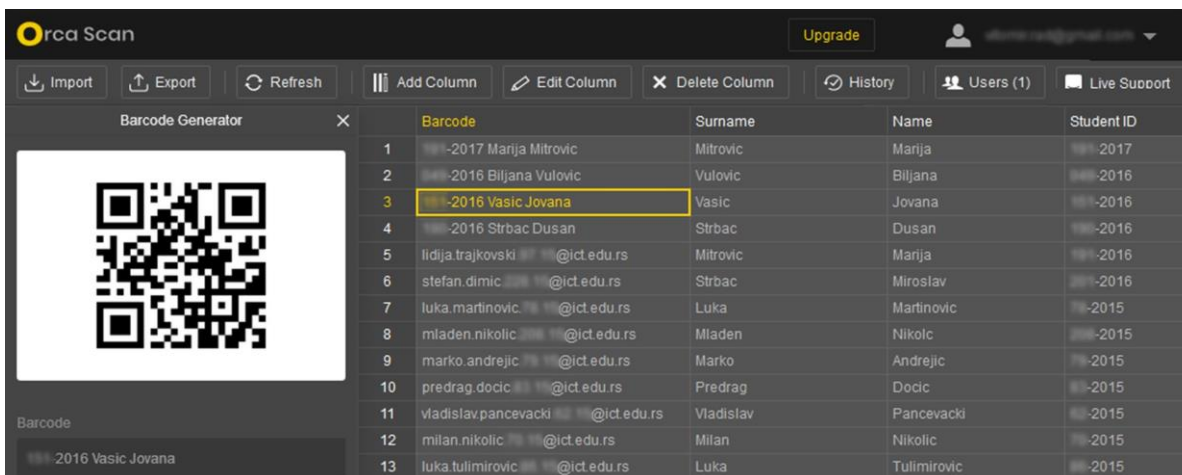 Orca Scan Upgrade
Import Export Refresh Add Column Edit Column Delete Column History Users (1) Live Support
Barcode Generator Barcode Surname Name Student ID
1 -2017 Marija Mitrovic Mitrovic Marija -2017
2 -2016 Biljana Vulovic Vulovic Biljana -2016
3 -2016 Vasic Jovana Vasic Jovana -2016
4 -2016 Strbac Dusan Strbac Dusan -2016
5 lidija.trajkovski. @ict.edu.rs Mitrovic Marija -2016
6 stefan.dimic. @ict.edu.rs Strbac Miroslav -2016
7 luka.martinovic. @ict.edu.rs Luka Martinovic -2015
8 mladen.nikolic. @ict.edu.rs Mladen Nikolc -2015
9 marko.andrejic. @ict.edu.rs Marko Andrejic -2015
10 predrag.docic. @ict.edu.rs Predrag Docic -2015
11 vladislav.pancevacki. @ict.edu.rs Vladislav Pancevacki -2015
Barcode
12 milan.nikolic. @ict.edu.rs Milan Nikolic -2015
-2016 Vasic Jovana
13 luka.tulimirovic. @ict.edu.rs Luka Tulimirovic -2015